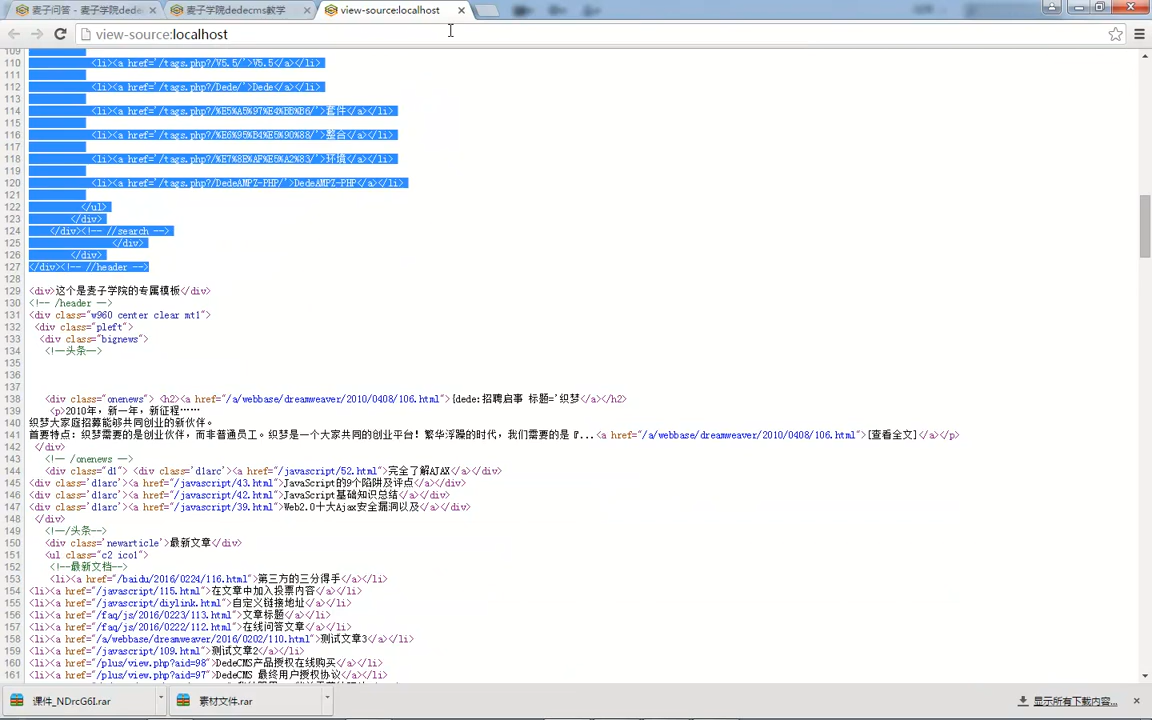 麦子问答 - 麦子学院dede
麦子学院dedecms教学
view-source:localhost
view-source:localhost
109
110 <li><a href='/tags.php?/V5.5/'>V5.5</a></li>
111
112 <li><a href='/tags.php?/Dede/'>Dede</a></li>
113
114 <li><a href='/tags.php?/%E5%A5%97%E4%BB%B6/'>套件</a></li>
115
116 <li><a href='/tags.php?/%E6%95%B4%E5%90%88/'>整合</a></li>
117
118 <li><a href='/tags.php?/%E7%8E%AF%E5%A2%83/'>环境</a></li>
119
120 <li><a href='/tags.php?/DedeAMPZ-PHP/'>DedeAMPZ-PHP</a></li>
121
122 </ul>
123 </div>
124 </div><!-- //search -->
125 </div>
126 </div>
127 </div><!-- //header -->
128
129 <div>这个是麦子学院的专属模板</div>
130 <!-- /header -->
131 <div class="w960 center clear mt1">
132 <div class="pleft">
133 <div class="bignews">
134 <!--头条-->
135
136
137
138 <div class="onenews"> <h2><a href="/a/webbase/dreamweaver/2010/0408/106.html">{dede:招聘启事 标题='织梦</a></h2>
139 <p>2010年，新一年，新征程……
140 织梦大家庭招募能够共同创业的新伙伴。
141 首要特点：织梦需要的是创业伙伴，而非普通员工。织梦是一个大家共同的创业平台！繁华浮躁的时代，我们需要的是『...<a href="/a/webbase/dreamweaver/2010/0408/106.html">[查看全文]</a></p>
142 </div>
143 <!-- /onenews -->
144 <div class="d1"> <div class='d1arc'><a href="/javascript/52.html">完全了解AJAX</a></div>
145 <div class='d1arc'><a href="/javascript/43.html">JavaScript的9个陷阱及评点</a></div>
146 <div class='d1arc'><a href="/javascript/42.html">JavaScript基础知识总结</a></div>
147 <div class='d1arc'><a href="/javascript/39.html">Web2.0十大Ajax安全漏洞以及</a></div>
148 </div>
149 <!--/头条-->
150 <div class='newarticle'>最新文章</div>
151 <ul class="c2 ico1">
152 <!--最新文档-->
153 <li><a href="/baidu/2016/0224/116.html">第三方的三分得手</a></li>
154 <li><a href="/javascript/115.html">在文章中加入投票内容</a></li>
155 <li><a href="/javascript/diylink.html">自定义链接地址</a></li>
156 <li><a href="/faq/js/2016/0223/113.html">文章标题</a></li>
157 <li><a href="/faq/js/2016/0222/112.html">在线问答文章</a></li>
158 <li><a href="/a/webbase/dreamweaver/2016/0202/110.html">测试文章3</a></li>
159 <li><a href="/javascript/109.html">测试文章2</a></li>
160 <li><a href="/plus/view.php?aid=98">DedeCMS产品授权在线购买</a></li>
161 <li><a href="/plus/view.php?aid=97">DedeCMS 最终用户授权协议</a></li>
课件_NDrcG6I.rar
素材文件.rar
显示所有下载内容...